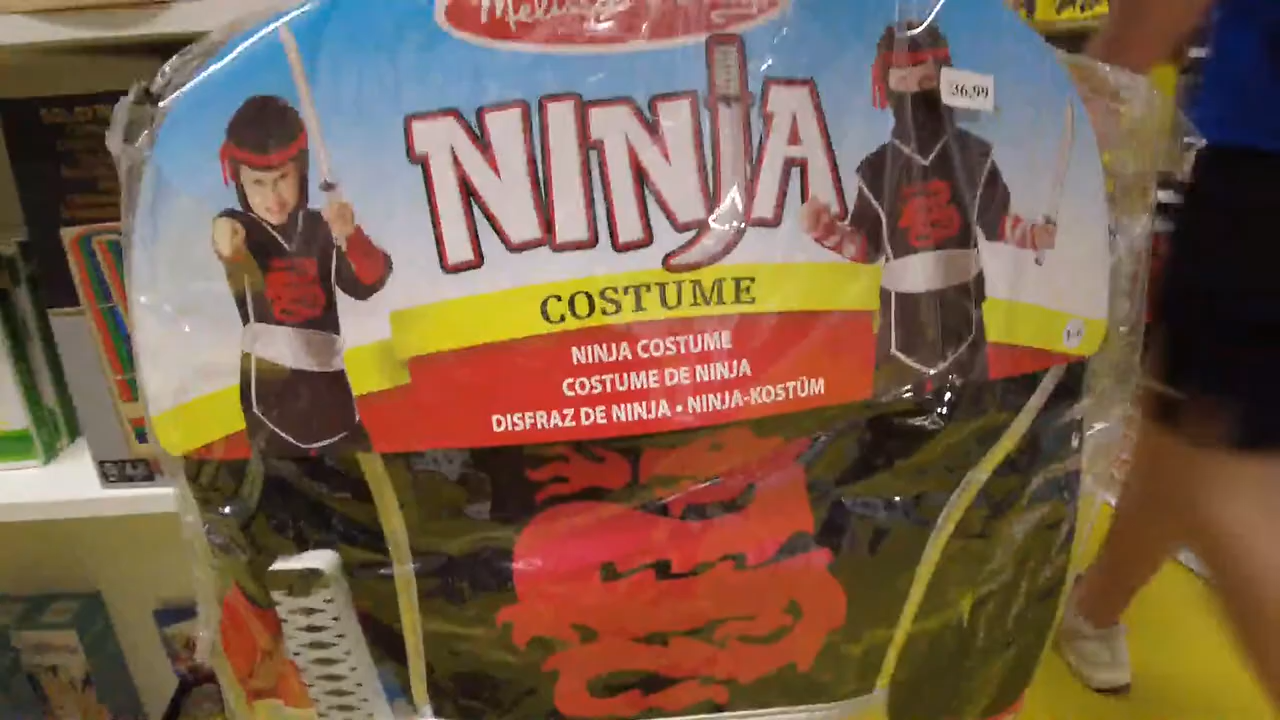 NINJA
36,99
COSTUME
NINJA COSTUME
COSTUME DE NINJA
DISFRAZ DE NINJA • NINJA-KOSTÜM